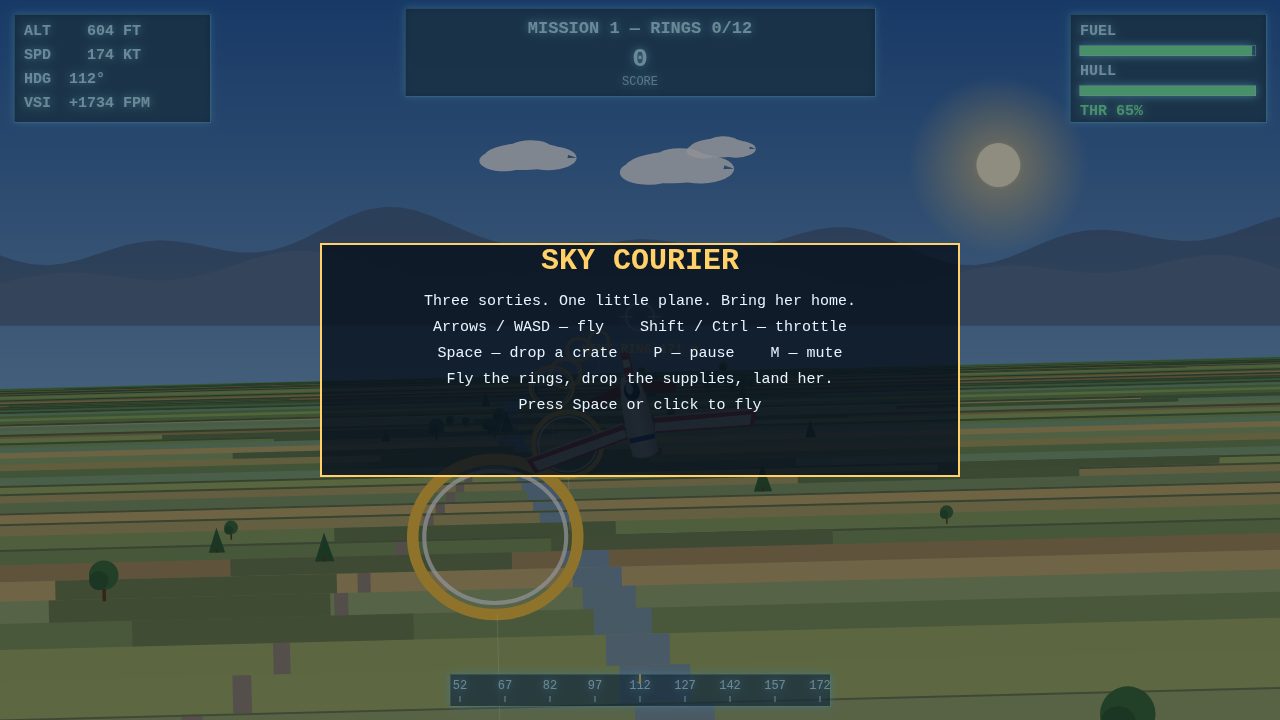 ALT 604 FT
SPD 174 KT
HDG 112°
VSI +1734 FPM
MISSION 1 — RINGS 0/12
0
SCORE
FUEL
HULL
THR 65%
SKY COURIER
Three sorties. One little plane. Bring her home.
Arrows / WASD — fly Shift / Ctrl — throttle
Space — drop a crate P — pause M — mute
Fly the rings, drop the supplies, land her.
Press Space or click to fly
52 67 82 97 112 127 142 157 172